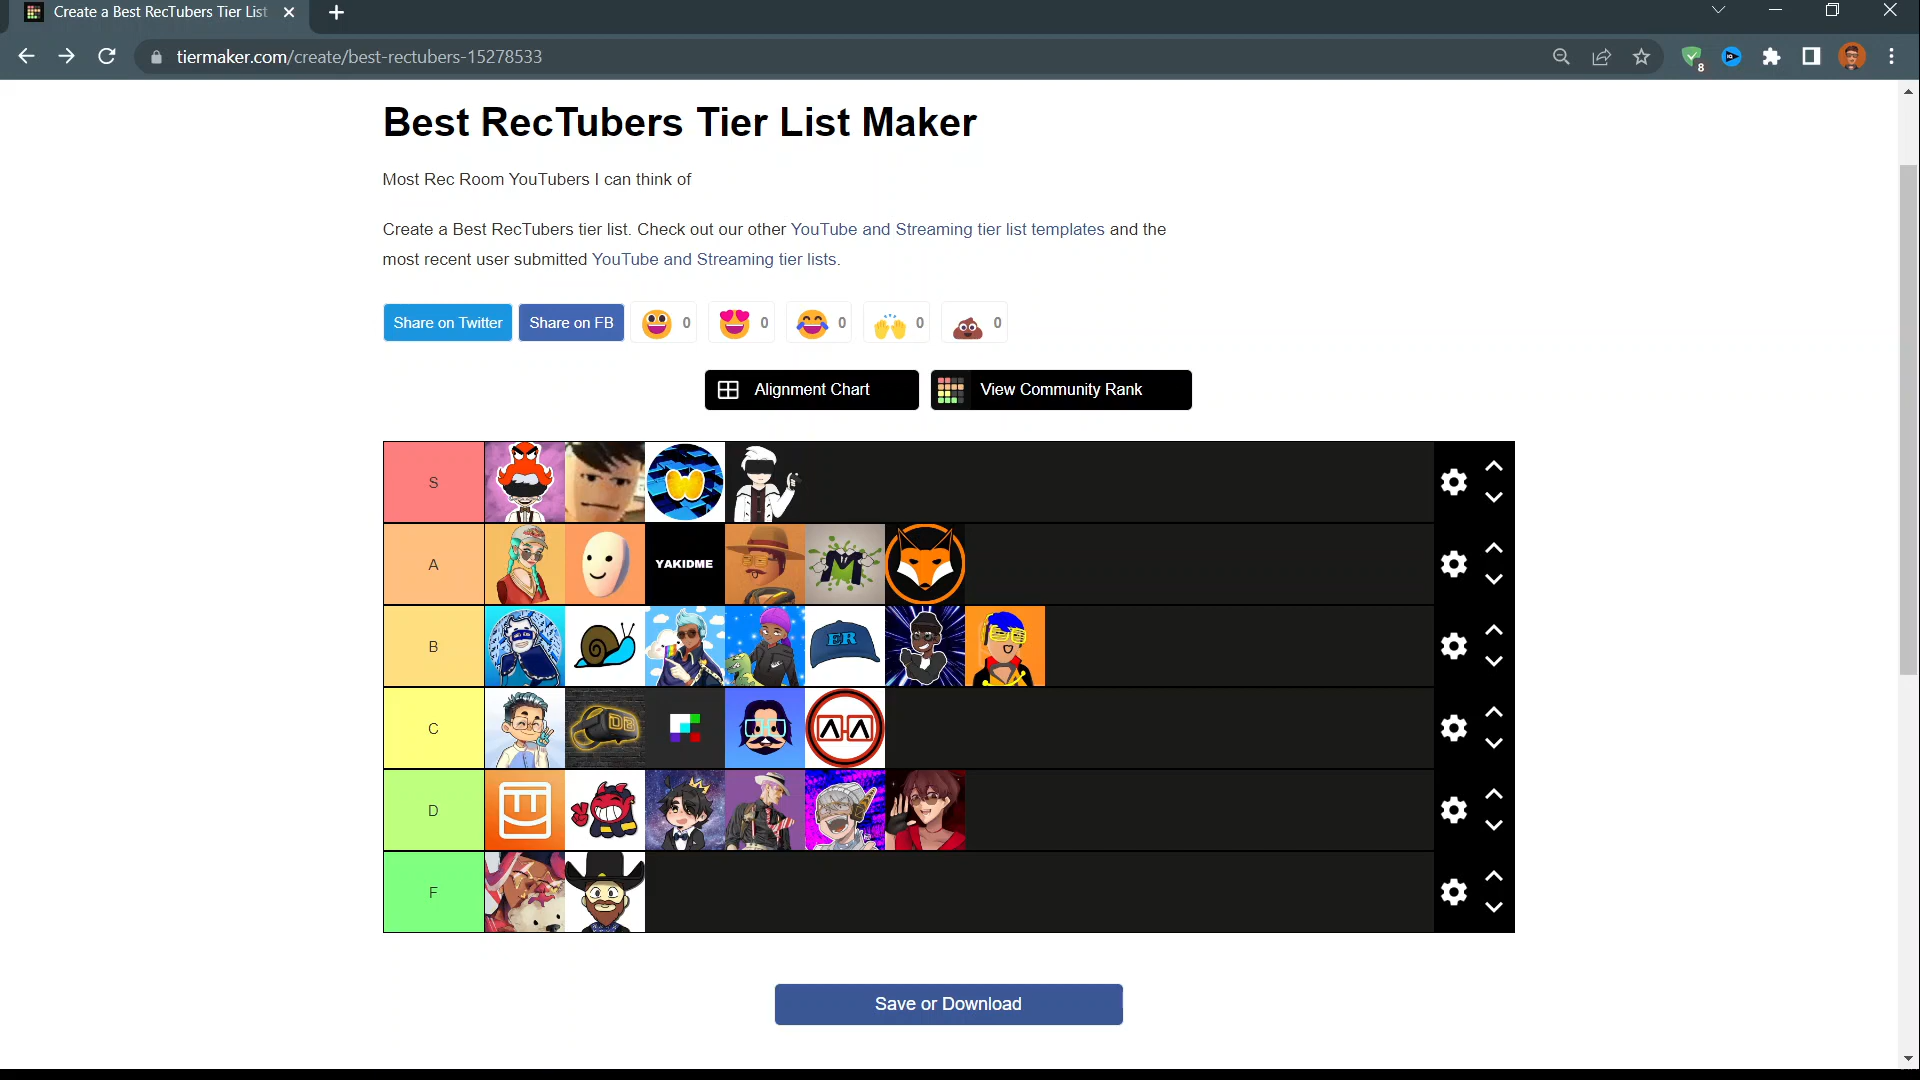 Create a Best RecTubers Tier List
tiermaker.com/create/best-rectubers-15278533
8
Best RecTubers Tier List Maker
Most Rec Room YouTubers I can think of
Create a Best RecTubers tier list. Check out our other YouTube and Streaming tier list templates and the
most recent user submitted YouTube and Streaming tier lists.
Share on Twitter Share on FB 0 0 0 0 0
Alignment Chart View Community Rank
S
A YAKIDME M
B ER
C DB
D
F
Save or Download